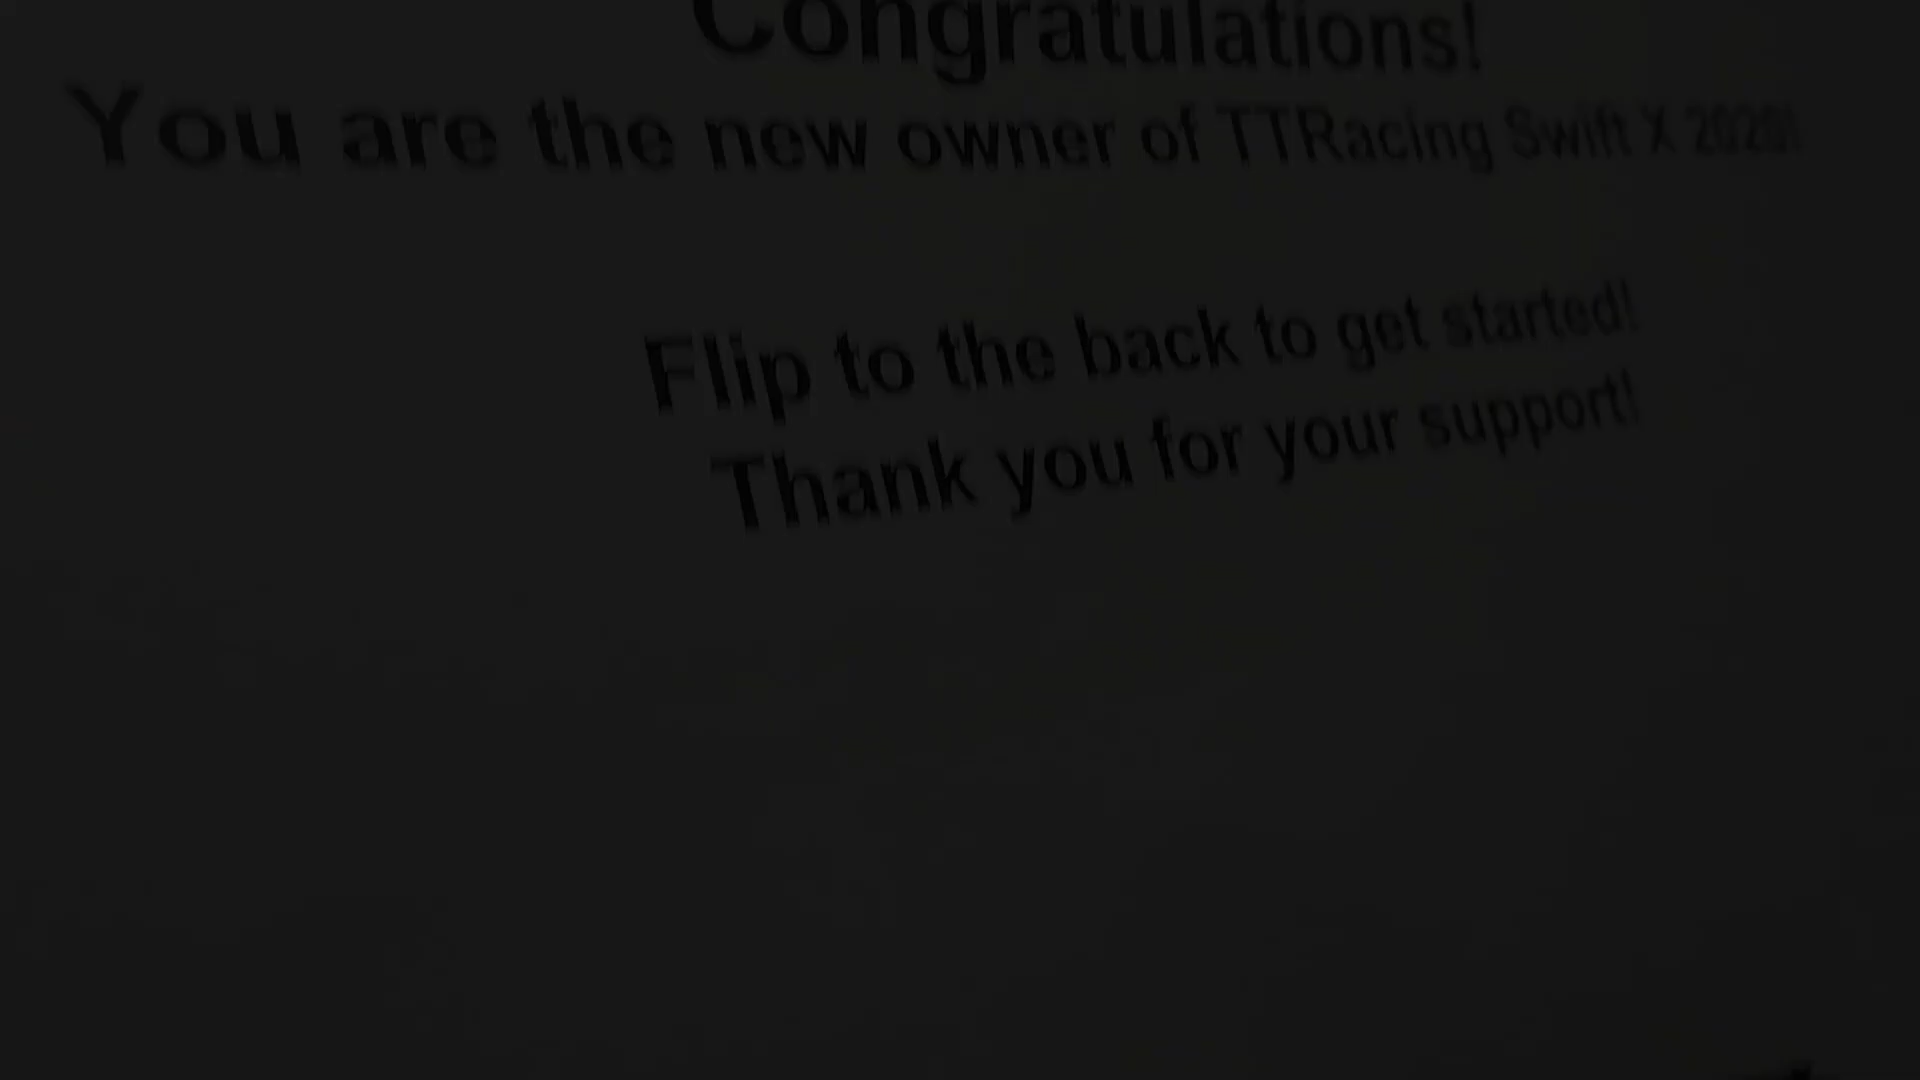 Congratulations!
You are the new owner of TTRacing Swift X 2020!
Flip to the back to get started!
Thank you for your support!